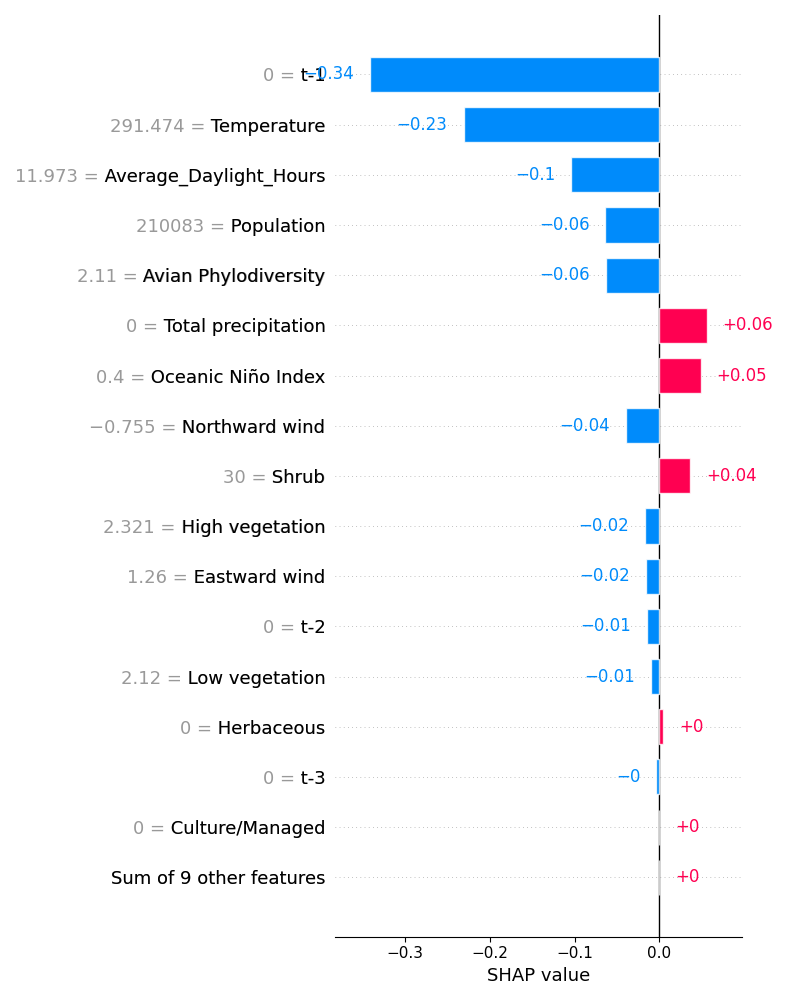 0 = t-1 −0.34
291.474 = Temperature −0.23
11.973 = Average_Daylight_Hours −0.1
210083 = Population −0.06
2.11 = Avian Phylodiversity −0.06
0 = Total precipitation +0.06
0.4 = Oceanic Niño Index +0.05
−0.755 = Northward wind −0.04
30 = Shrub +0.04
2.321 = High vegetation −0.02
1.26 = Eastward wind −0.02
0 = t-2 −0.01
2.12 = Low vegetation −0.01
0 = Herbaceous +0
0 = t-3 −0
0 = Culture/Managed +0
Sum of 9 other features +0
−0.3 −0.2 −0.1 0.0
SHAP value